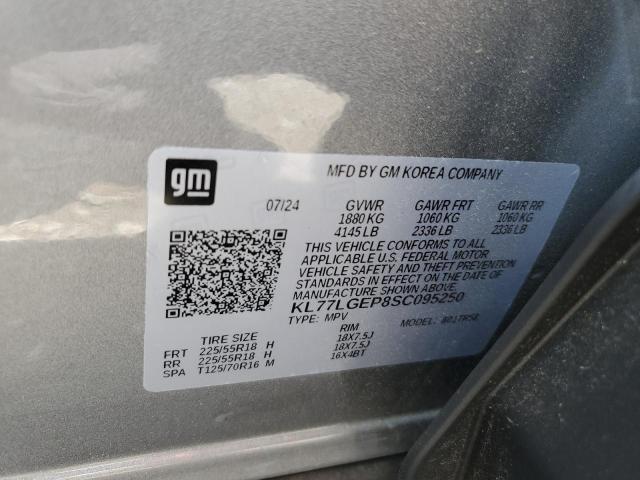 gm
MFD BY GM KOREA COMPANY
07/24 GVWR GAWR FRT GAWR RR
1880 KG 1060 KG 1060 KG
4145 LB 2336 LB 2336 LB
THIS VEHICLE CONFORMS TO ALL
APPLICABLE U.S. FEDERAL MOTOR
VEHICLE SAFETY AND THEFT PREVENTION
STANDARDS IN EFFECT ON THE DATE OF
MANUFACTURE SHOWN ABOVE.
KL77LGEP8SC095250
TYPE: MPV MODEL:
TIRE SIZE RIM
FRT 225/55R18 H 18X7.5J
RR 225/55R18 H 18X7.5J
SPA T125/70R16 M 16X4BT